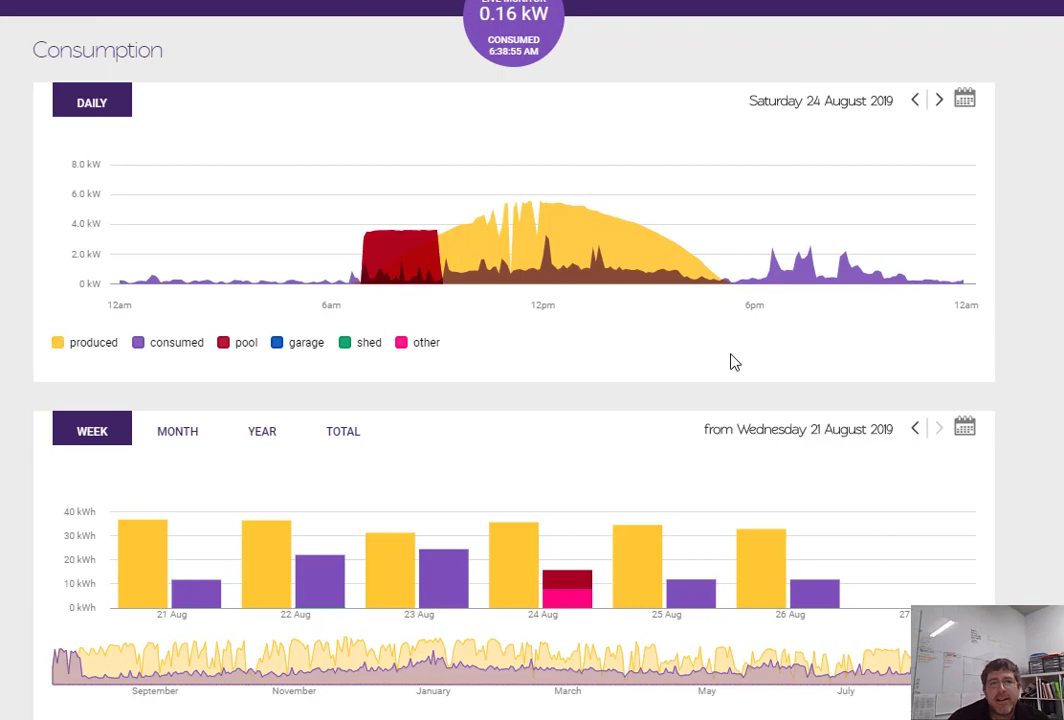 LIVE MONITOR
0.16 kW
CONSUMED
6:38:55 AM
Consumption
DAILY
Saturday 24 August 2019
8.0 kW
6.0 kW
4.0 kW
2.0 kW
0 kW
12am 6am 12pm 6pm 12am
produced consumed pool garage shed other
WEEK MONTH YEAR TOTAL
from Wednesday 21 August 2019
40 kWh
30 kWh
20 kWh
10 kWh
0 kWh
21 Aug 22 Aug 23 Aug 24 Aug 25 Aug 26 Aug 27
September November January March May July